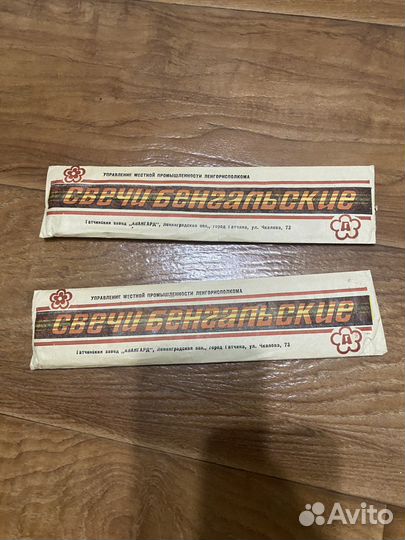 УПРАВЛЕНИЕ МЕСТНОЙ ПРОМЫШЛЕННОСТИ ЛЕНГОРИСПОЛКОМА
СВЕЧИ БЕНГАЛЬСКИЕ
Гатчинский завод „АВАНГАРД", Ленинградская обл., город Гатчина, ул. Чкалова, 73
Д
УПРАВЛЕНИЕ МЕСТНОЙ ПРОМЫШЛЕННОСТИ ЛЕНГОРИСПОЛКОМА
СВЕЧИ БЕНГАЛЬСКИЕ
Гатчинский завод „АВАНГАРД", Ленинградская обл., город Гатчина, ул. Чкалова, 73
Д
Avito